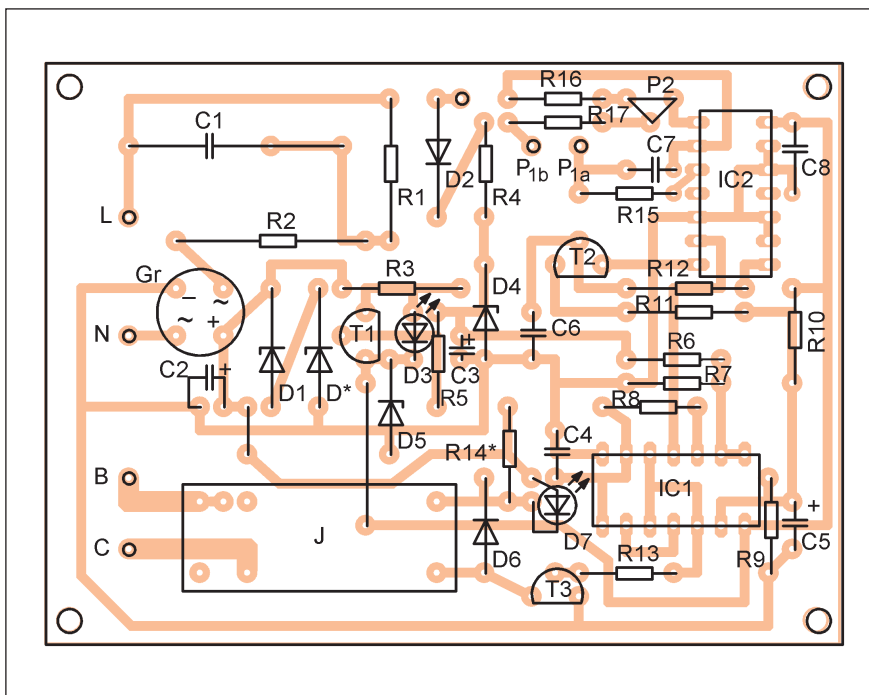 R16
P2
R17
C1
P1b
P1a
C7
IC2
C8
R1
D2
R4
R15
L
R2
T2
Gr
R3
D4
R12
−
~
~
+
R11
N
T1
C6
R10
D3
C3
+
R6
C2
+
D1
D*
R5
R7
R8
D5
C4
R14*
B
IC1
+
J
D7
C5
C
D6
R13
R9
T3